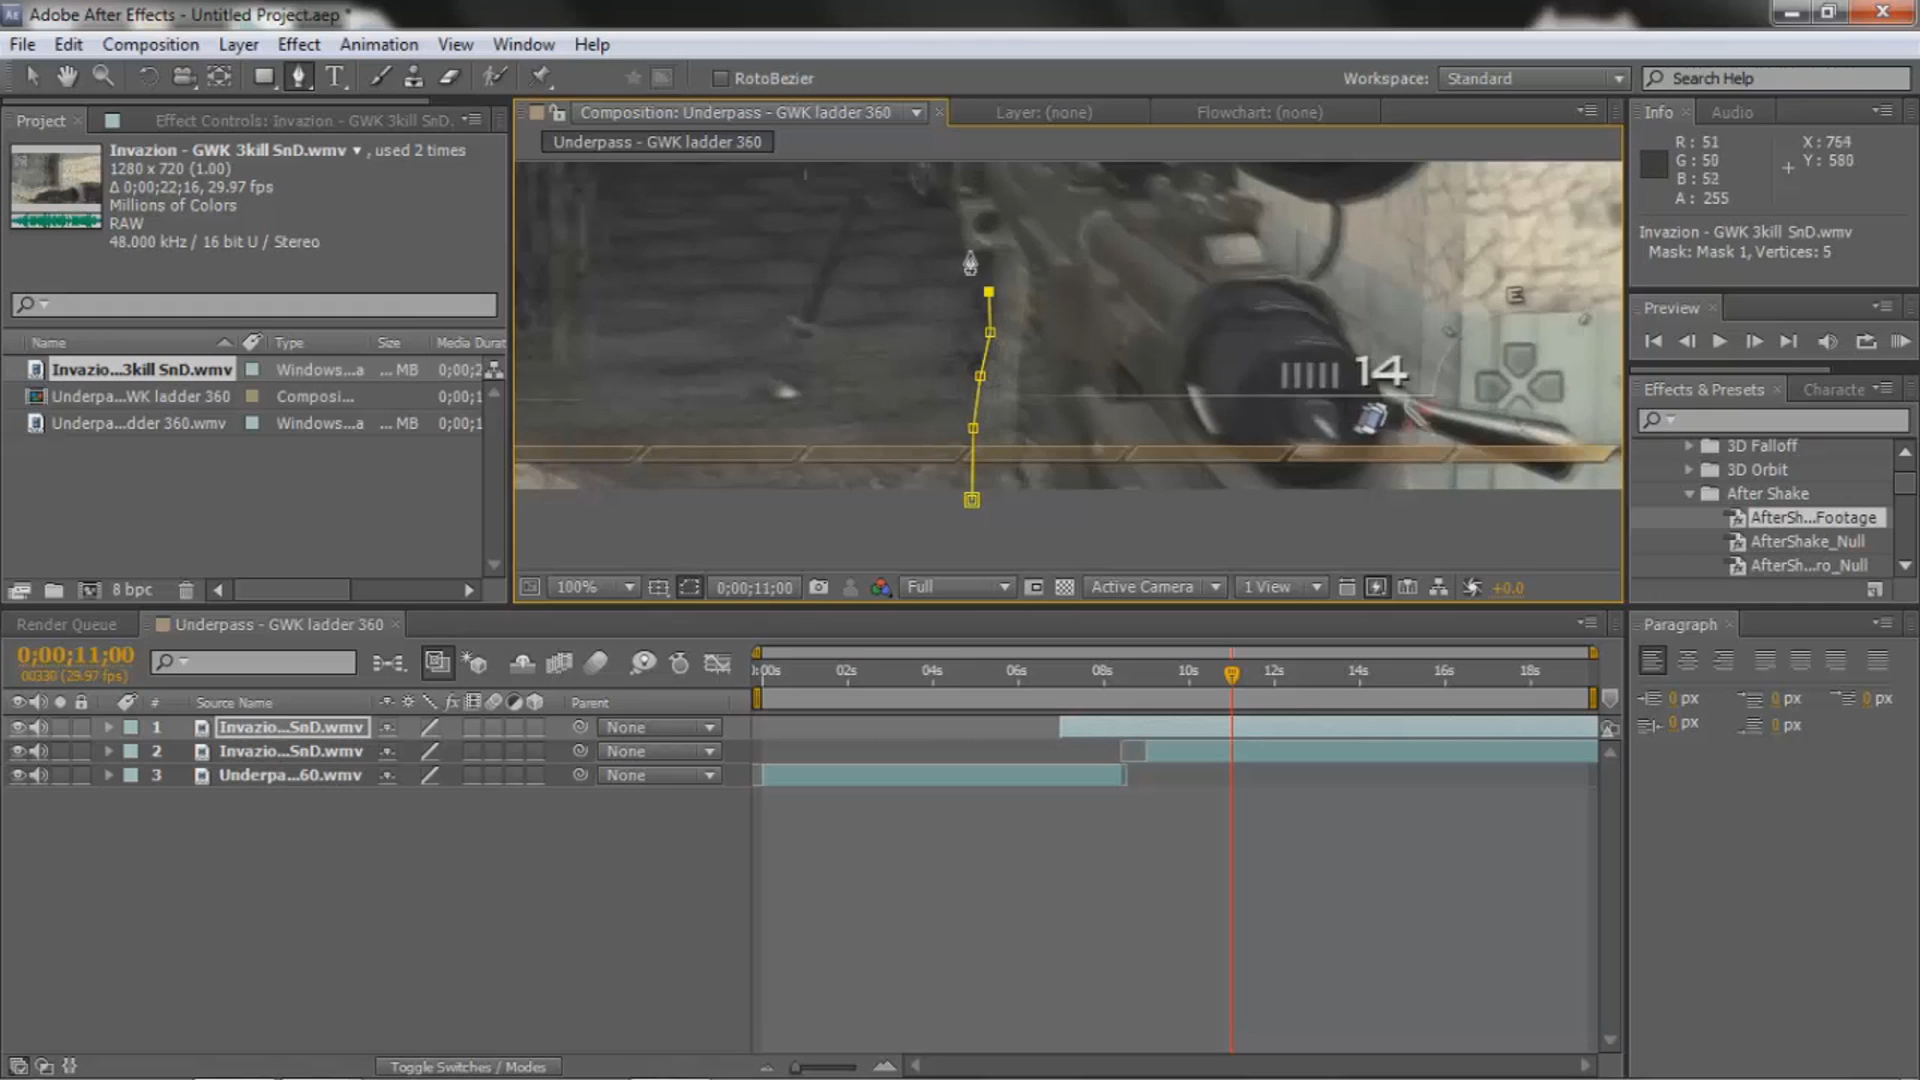 Adobe After Effects - Untitled Project.aep *
File Edit Composition Layer Effect Animation View Window Help
RotoBezier
Workspace: Standard
Search Help
Project
Effect Controls: Invazion - GWK 3kill SnD.
Invazion - GWK 3kill SnD.wmv ▼ , used 2 times
1280 x 720 (1.00)
Δ 0;00;22;16, 29.97 fps
Millions of Colors
RAW
48.000 kHz / 16 bit U / Stereo
Name Type Size Media Durat
Invazio...3kill SnD.wmv Windows...a ... MB 0;00;2
Underpa...WK ladder 360 Composi... 0;00;1
Underpa...dder 360.wmv Windows...a ... MB 0;00;1
8 bpc
Composition: Underpass - GWK ladder 360
Layer: (none)
Flowchart: (none)
Underpass - GWK ladder 360
14
E
100% 0;00;11;00 Full Active Camera 1 View +0.0
Info Audio
R : 51
G : 50
B : 52
A : 255
X : 764
Y : 580
Invazion - GWK 3kill SnD.wmv
Mask: Mask 1, Vertices: 5
Preview
Effects & Presets Characte
3D Falloff
3D Orbit
After Shake
AfterSh...Footage
AfterShake_Null
AfterSh...ro_Null
Render Queue
Underpass - GWK ladder 360
0;00;11;00
00330 (29.97 fps)
# Source Name Parent
1 Invazio...SnD.wmv None
2 Invazio...SnD.wmv None
3 Underpa...60.wmv None
:00s 02s 04s 06s 08s 10s 12s 14s 16s 18s
Toggle Switches / Modes
Paragraph
0 px 0 px 0 px
0 px 0 px